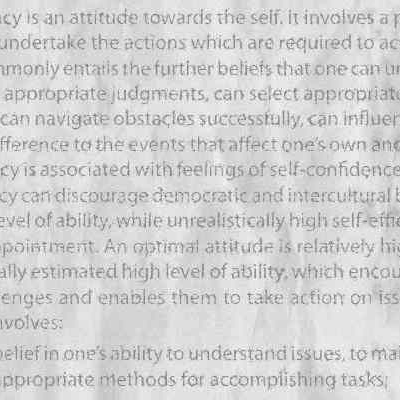 cy is an attitude towards the self. It involves a p
undertake the actions which are required to ac
mmonly entails the further beliefs that one can un
appropriate judgments, can select appropriat
can navigate obstacles successfully, can influen
fference to the events that affect one's own and
cy is associated with feelings of self-confidence
cy can discourage democratic and intercultural b
evel of ability, while unrealistically high self-effi
ppointment. An optimal attitude is relatively hi
ally estimated high level of ability, which encou
enges and enables them to take action on iss
nvolves:
belief in one's ability to understand issues, to ma
appropriate methods for accomplishing tasks;